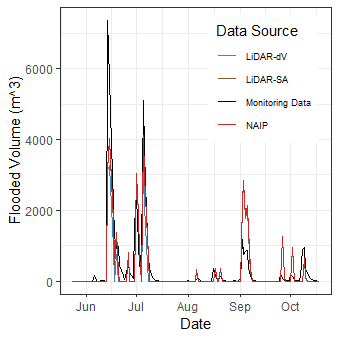 Data Source
LiDAR-dV
LiDAR-SA
Monitoring Data
NAIP
Flooded Volume (m^3)
6000
4000
2000
0
Jun Jul Aug Sep Oct
Date